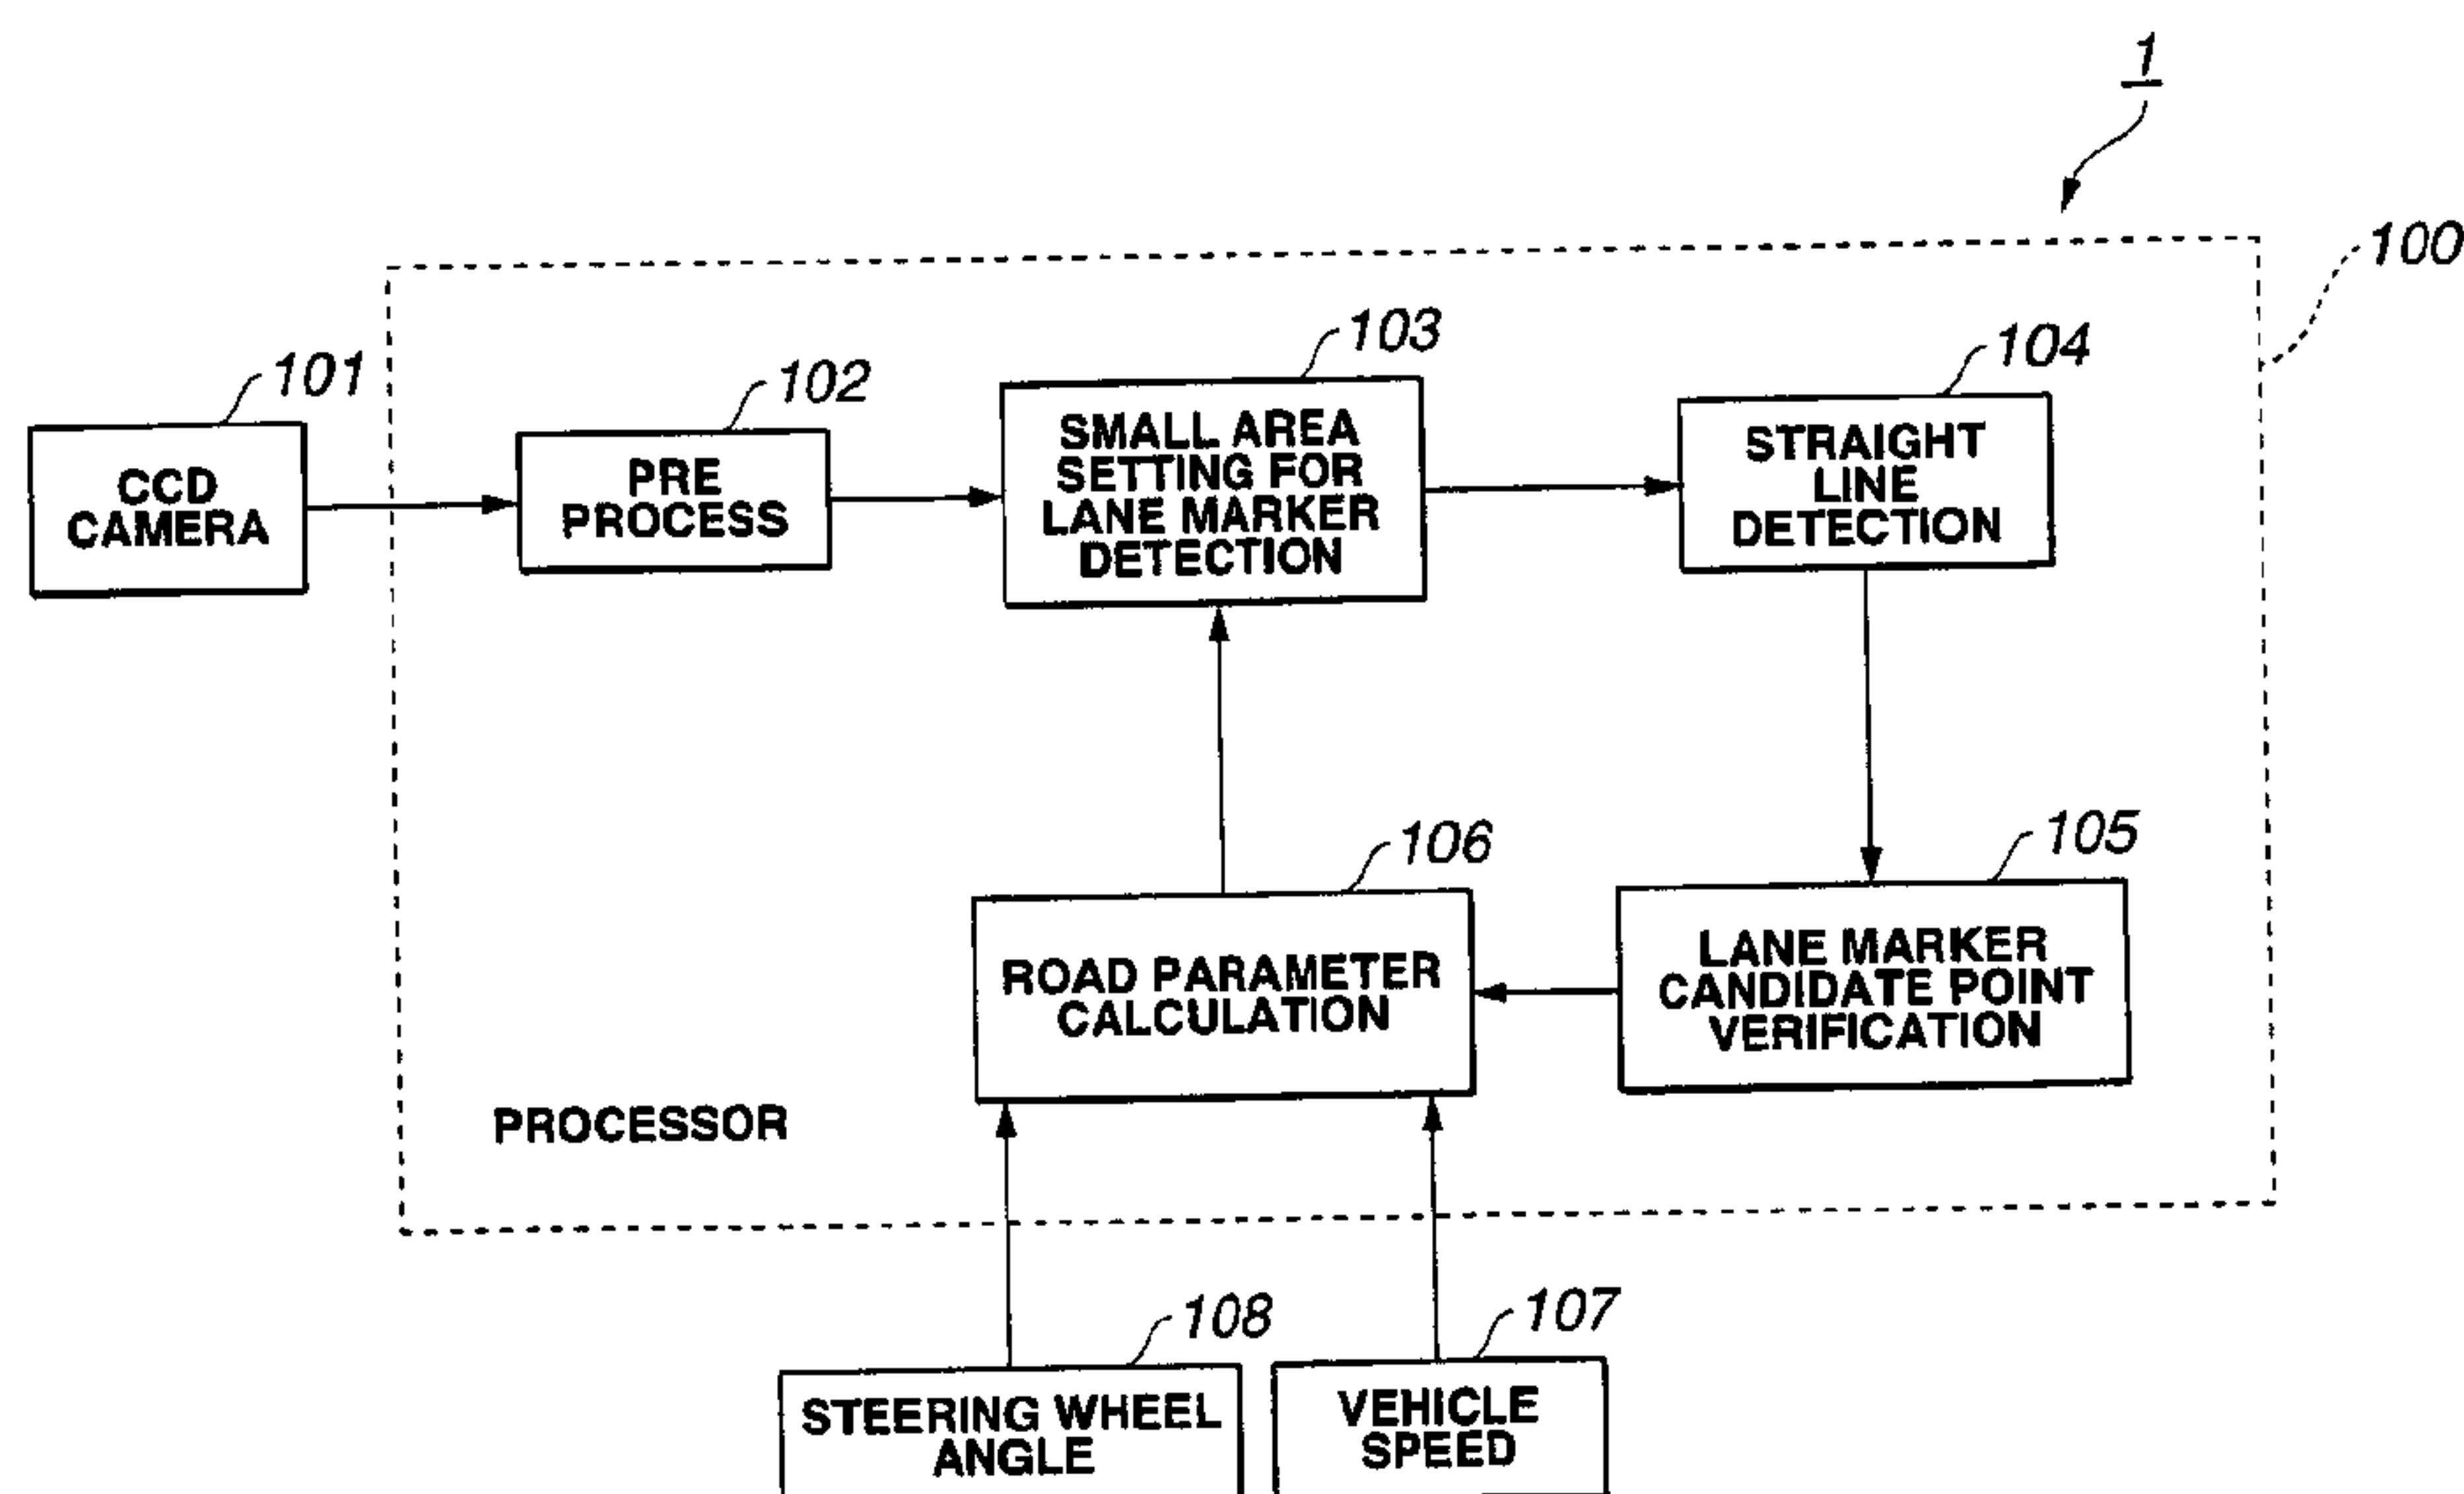 1
100
101
102
103
104
CCD
CAMERA
PRE
PROCESS
SMALL AREA
SETTING FOR
LANE MARKER
DETECTION
STRAIGHT
LINE
DETECTION
106
105
ROAD PARAMETER
CALCULATION
LANE MARKER
CANDIDATE POINT
VERIFICATION
PROCESSOR
108
107
STEERING WHEEL
ANGLE
VEHICLE
SPEED